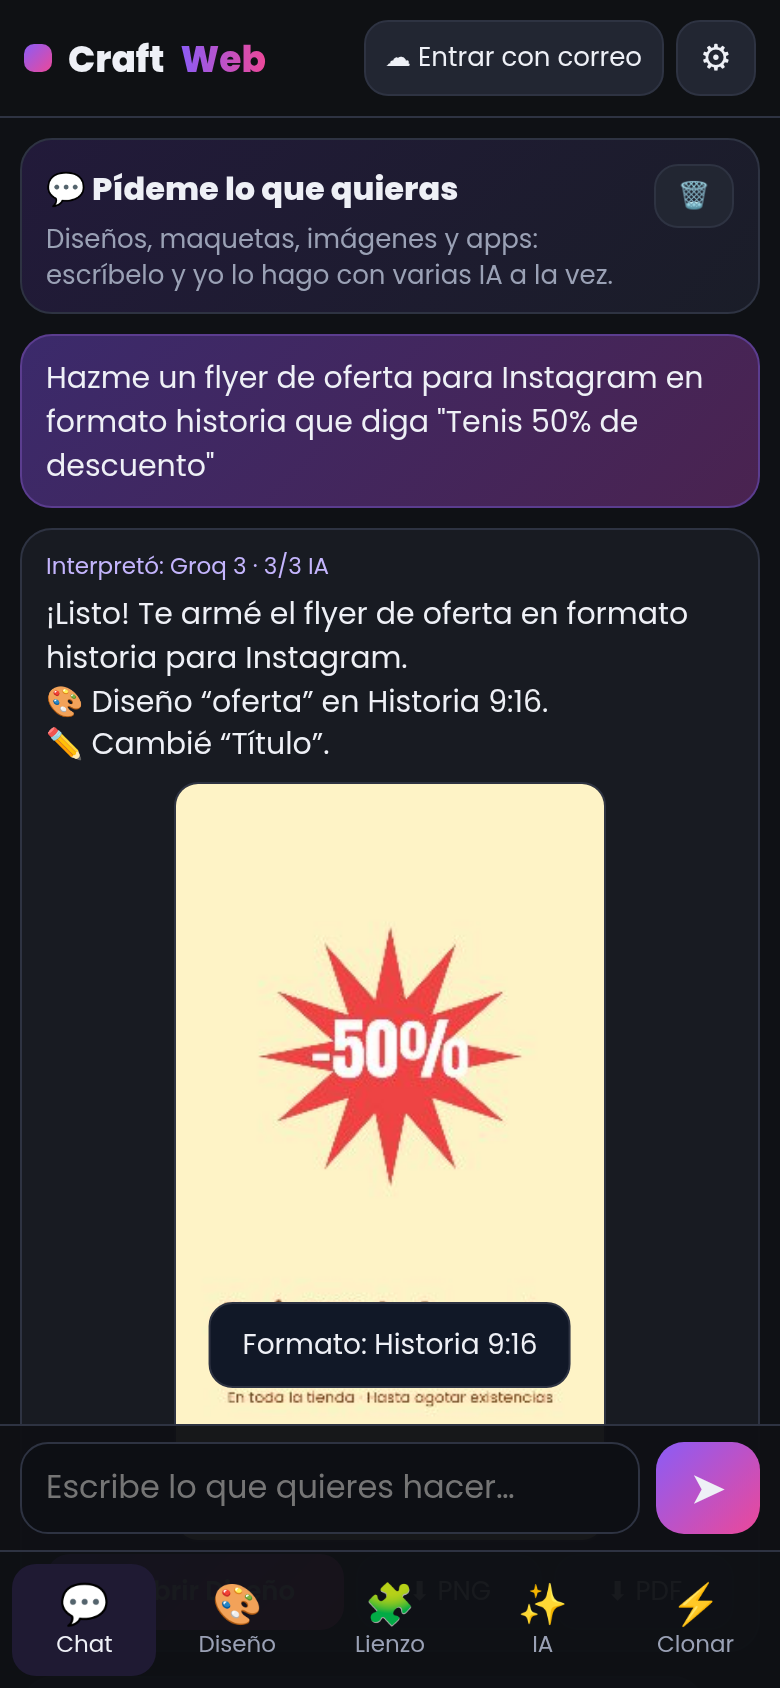 Craft Web
☁ Entrar con correo
⚙
💬 Pídeme lo que quieras
🗑️
Diseños, maquetas, imágenes y apps:
escríbelo y yo lo hago con varias IA a la vez.
Hazme un flyer de oferta para Instagram en
formato historia que diga "Tenis 50% de
descuento"
Interpretó: Groq 3 · 3/3 IA
¡Listo! Te armé el flyer de oferta en formato
historia para Instagram.
🎨 Diseño “oferta” en Historia 9:16.
✏️ Cambié “Título”.
-50%
Formato: Historia 9:16
En toda la tienda · Hasta agotar existencias
Escribe lo que quieres hacer...
➤
⬇ PNG
⬇ PDF
💬 Chat
🎨 Diseño
🧩 Lienzo
✨ IA
⚡ Clonar